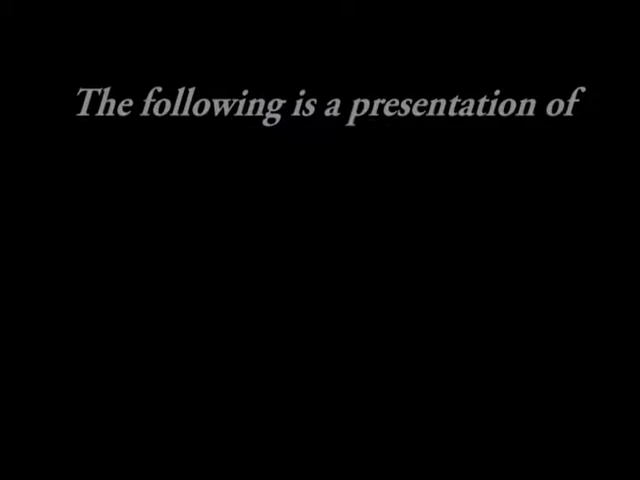 The following is a presentation of